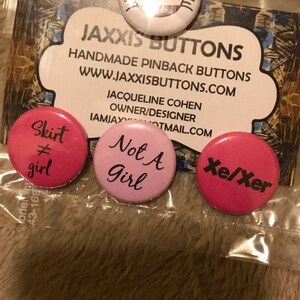 JAXXIS BUTTONS
HANDMADE PINBACK BUTTONS
WWW.JAXXISBUTTONS.COM
JACQUELINE COHEN
OWNER/DESIGNER
Skirt
≠
girl
Not A
Girl
Xe/Xer